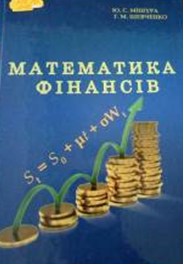 Ю. С. МІШУРА
Г. М. ШЕВЧЕНКО
МАТЕМАТИКА
ФІНАНСІВ
Sₜ = S₀ + μt + σWₜ